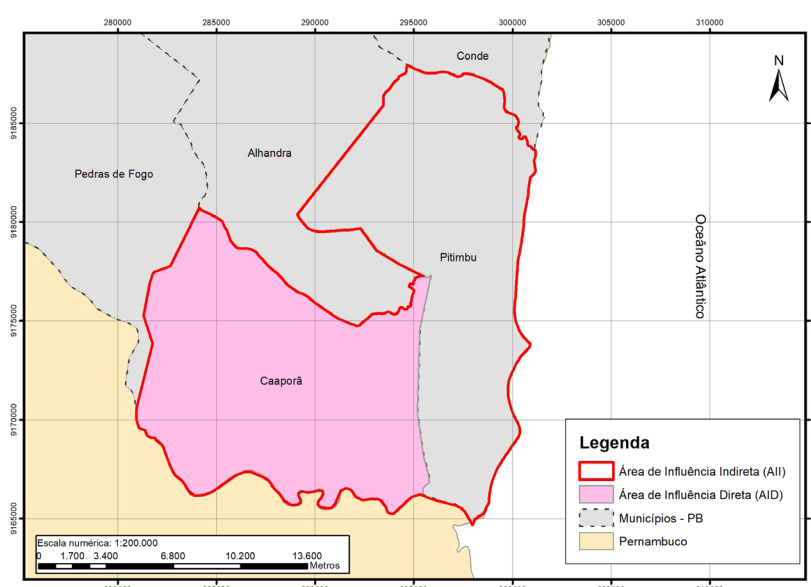 280000 285000 290000 295000 300000 305000 310000
Conde
N
9185000
Alhandra
Pedras de Fogo
9180000
Oceâno Atlântico
Pitimbu
9175000
Caaporã
9170000
Legenda
Área de Influência Indireta (AII)
Área de Influência Direta (AID)
Municípios - PB
Pernambuco
9165000
Escala numérica: 1:200.000
0 1.700 3.400 6.800 10.200 13.600
Metros